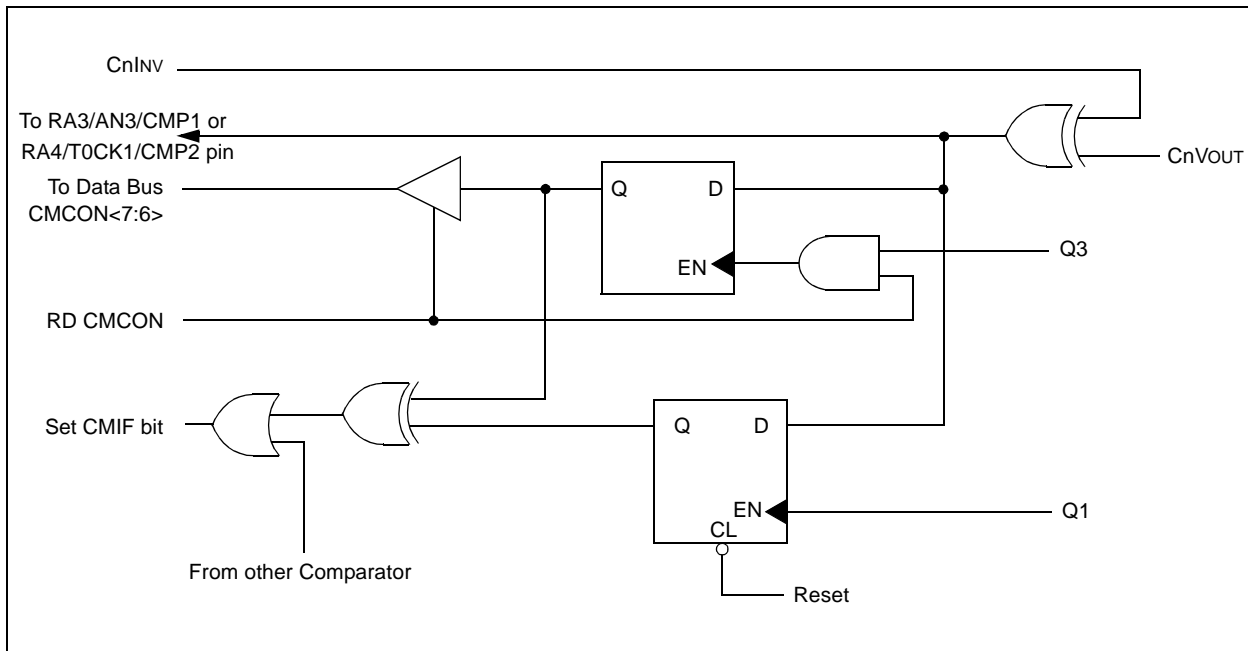 CnINV
To RA3/AN3/CMP1 or
RA4/T0CK1/CMP2 pin
CnVOUT
To Data Bus
CMCON<7:6>
Q
D
EN
Q3
RD CMCON
Set CMIF bit
Q
D
EN
CL
Q1
From other Comparator
Reset